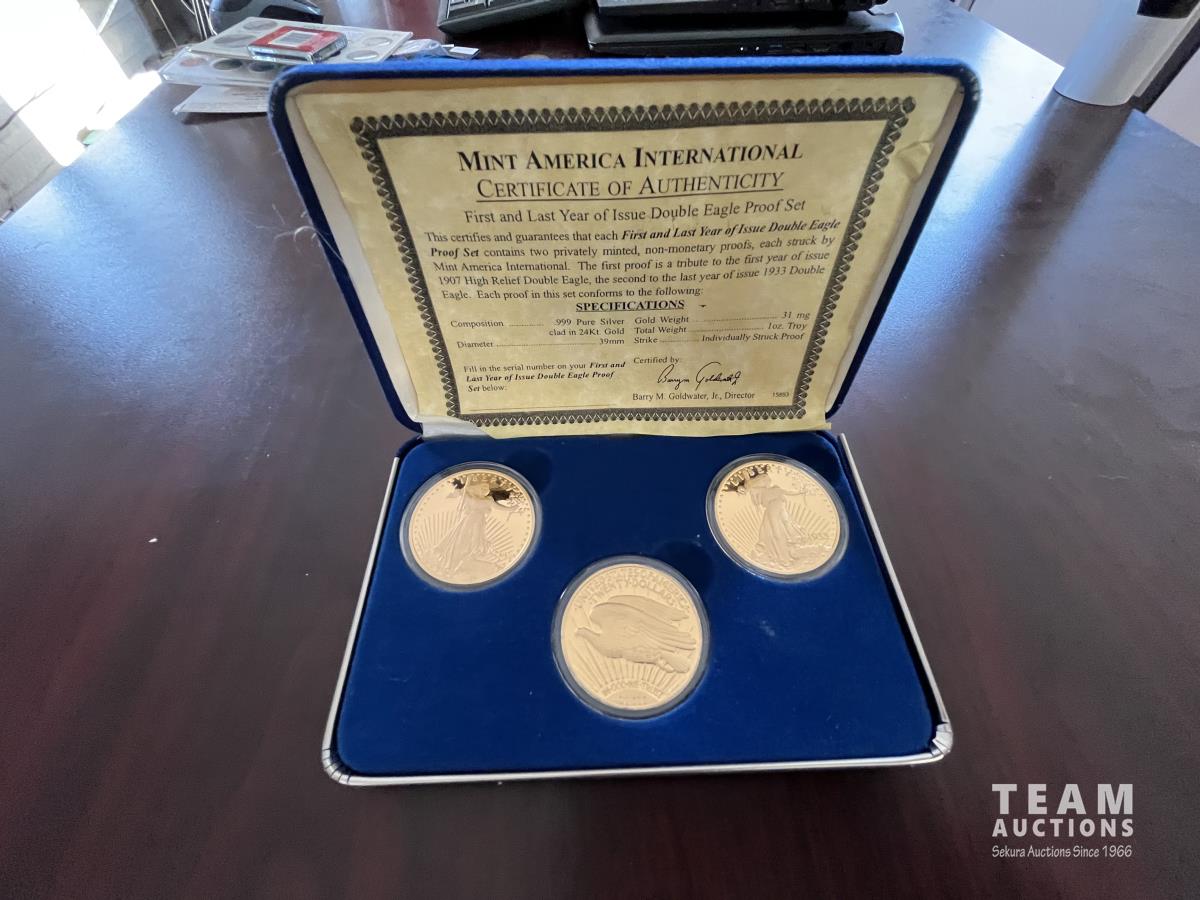 MINT AMERICA INTERNATIONAL
CERTIFICATE OF AUTHENTICITY
First and Last Year of Issue Double Eagle Proof Set
This certifies and guarantees that each First and Last Year of Issue Double Eagle
Proof Set contains two privately minted, non-monetary proofs, each struck by
Mint America International. The first proof is a tribute to the first year of issue
1907 High Relief Double Eagle, the second to the last year of issue 1933 Double
Eagle. Each proof in this set conforms to the following:
SPECIFICATIONS
Composition ............ .999 Pure Silver
clad in 24Kt. Gold
Diameter ............ 39mm
Gold Weight ............ 31 mg
Total Weight ............ 1oz. Troy
Strike ............ Individually Struck Proof
Fill in the serial number on your First and
Last Year of Issue Double Eagle Proof
Set below:
Certified by:
Barry M. Goldwater, Jr., Director
15893
LIBERTY
LIBERTY
1933
TWENTY DOLLARS
TEAM
AUCTIONS
Sekura Auctions Since 1966